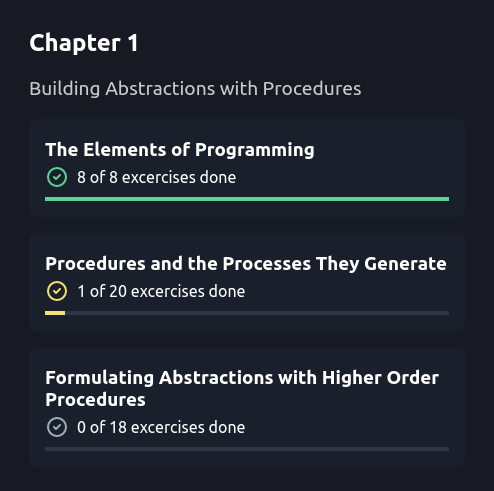 Chapter 1
Building Abstractions with Procedures
The Elements of Programming
8 of 8 excercises done
Procedures and the Processes They Generate
1 of 20 excercises done
Formulating Abstractions with Higher Order
Procedures
0 of 18 excercises done